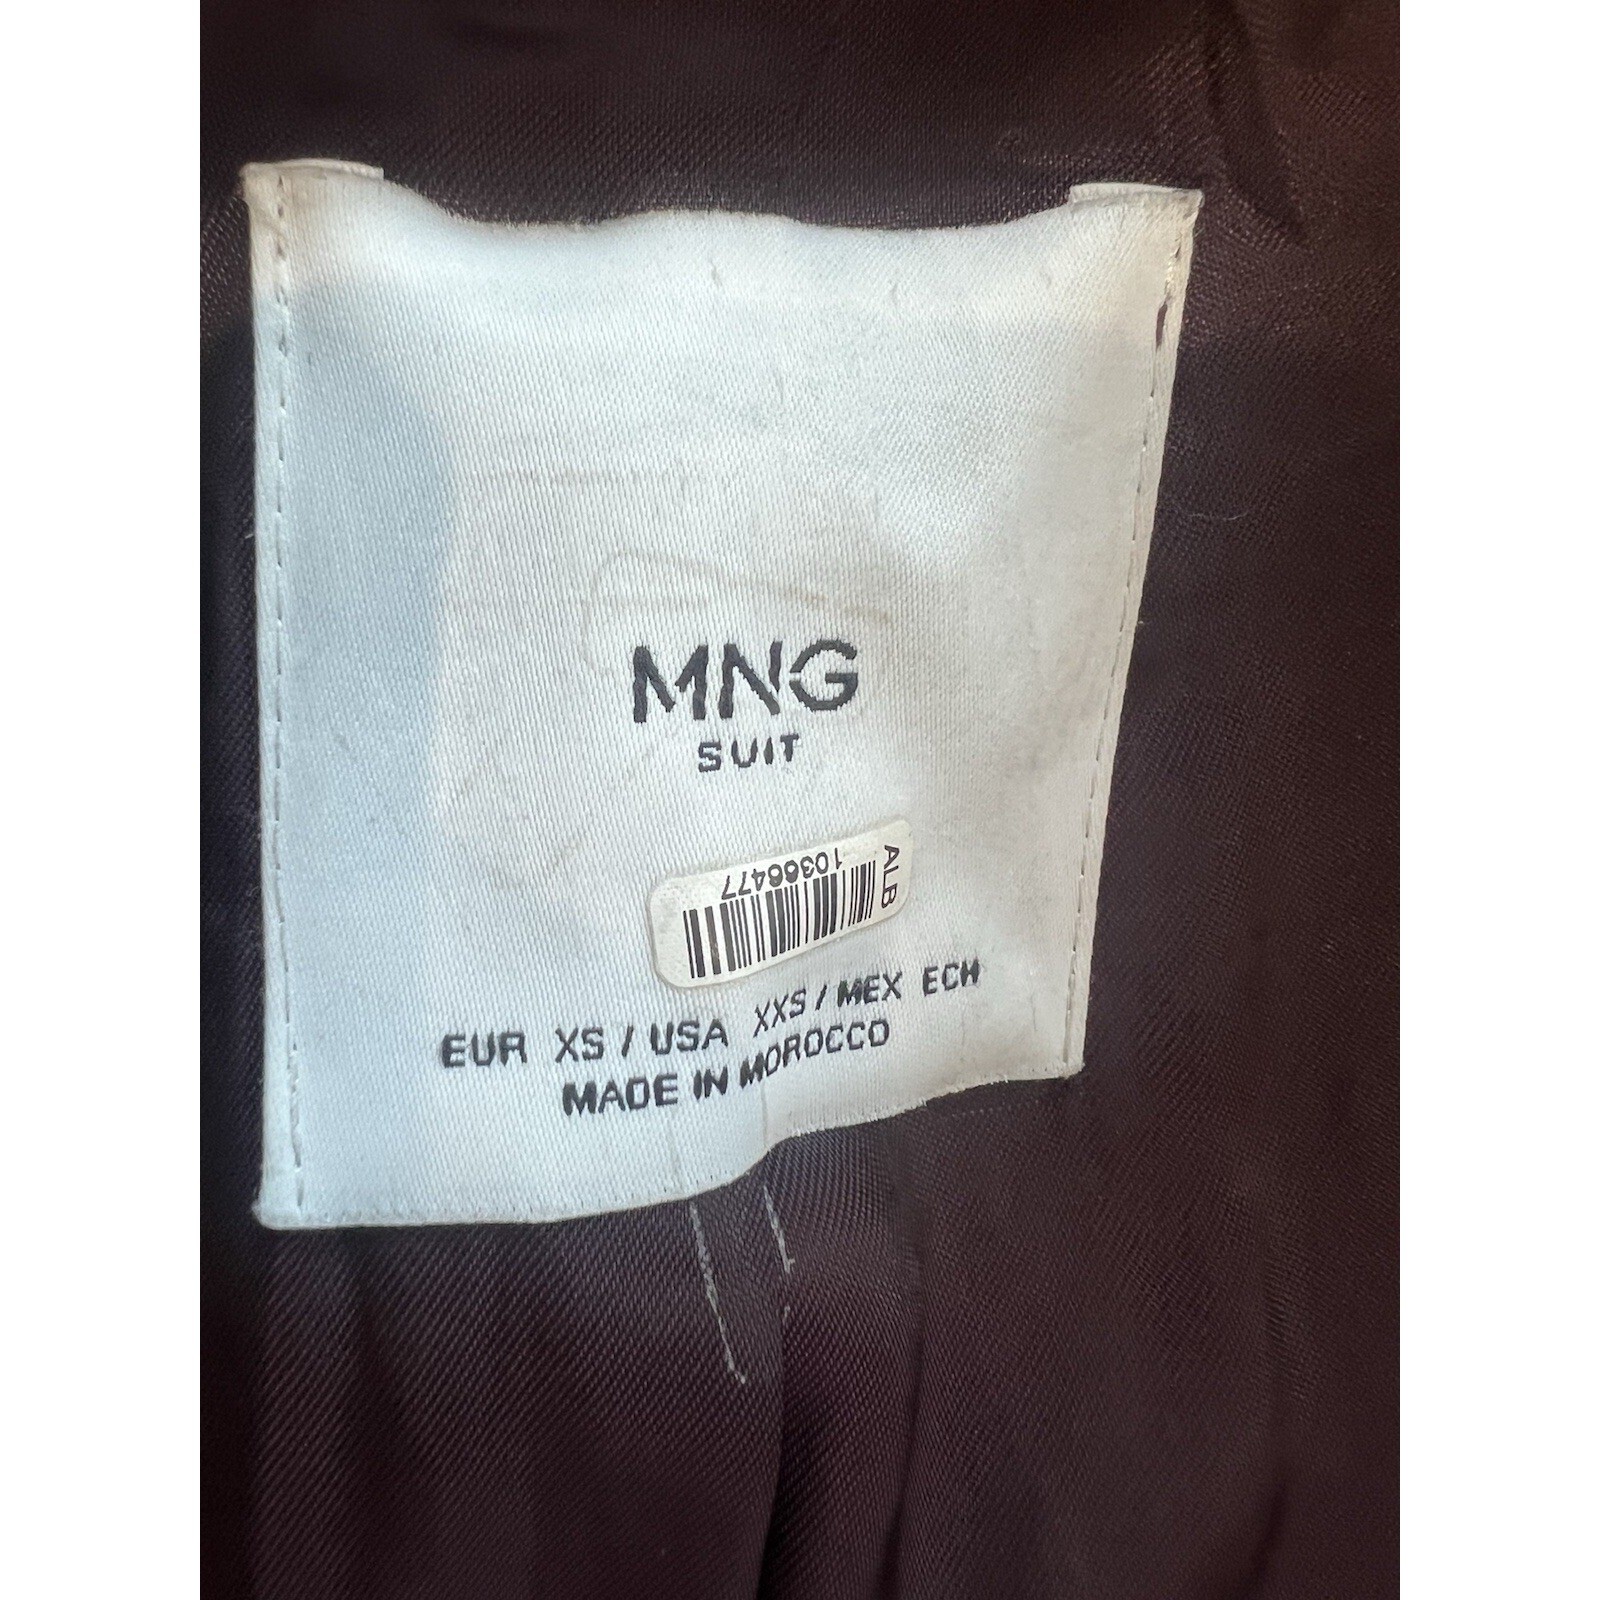 MNG
SUIT
ALB
10366477
EUR XS / USA XXS / MEX ECH
MADE IN MOROCCO